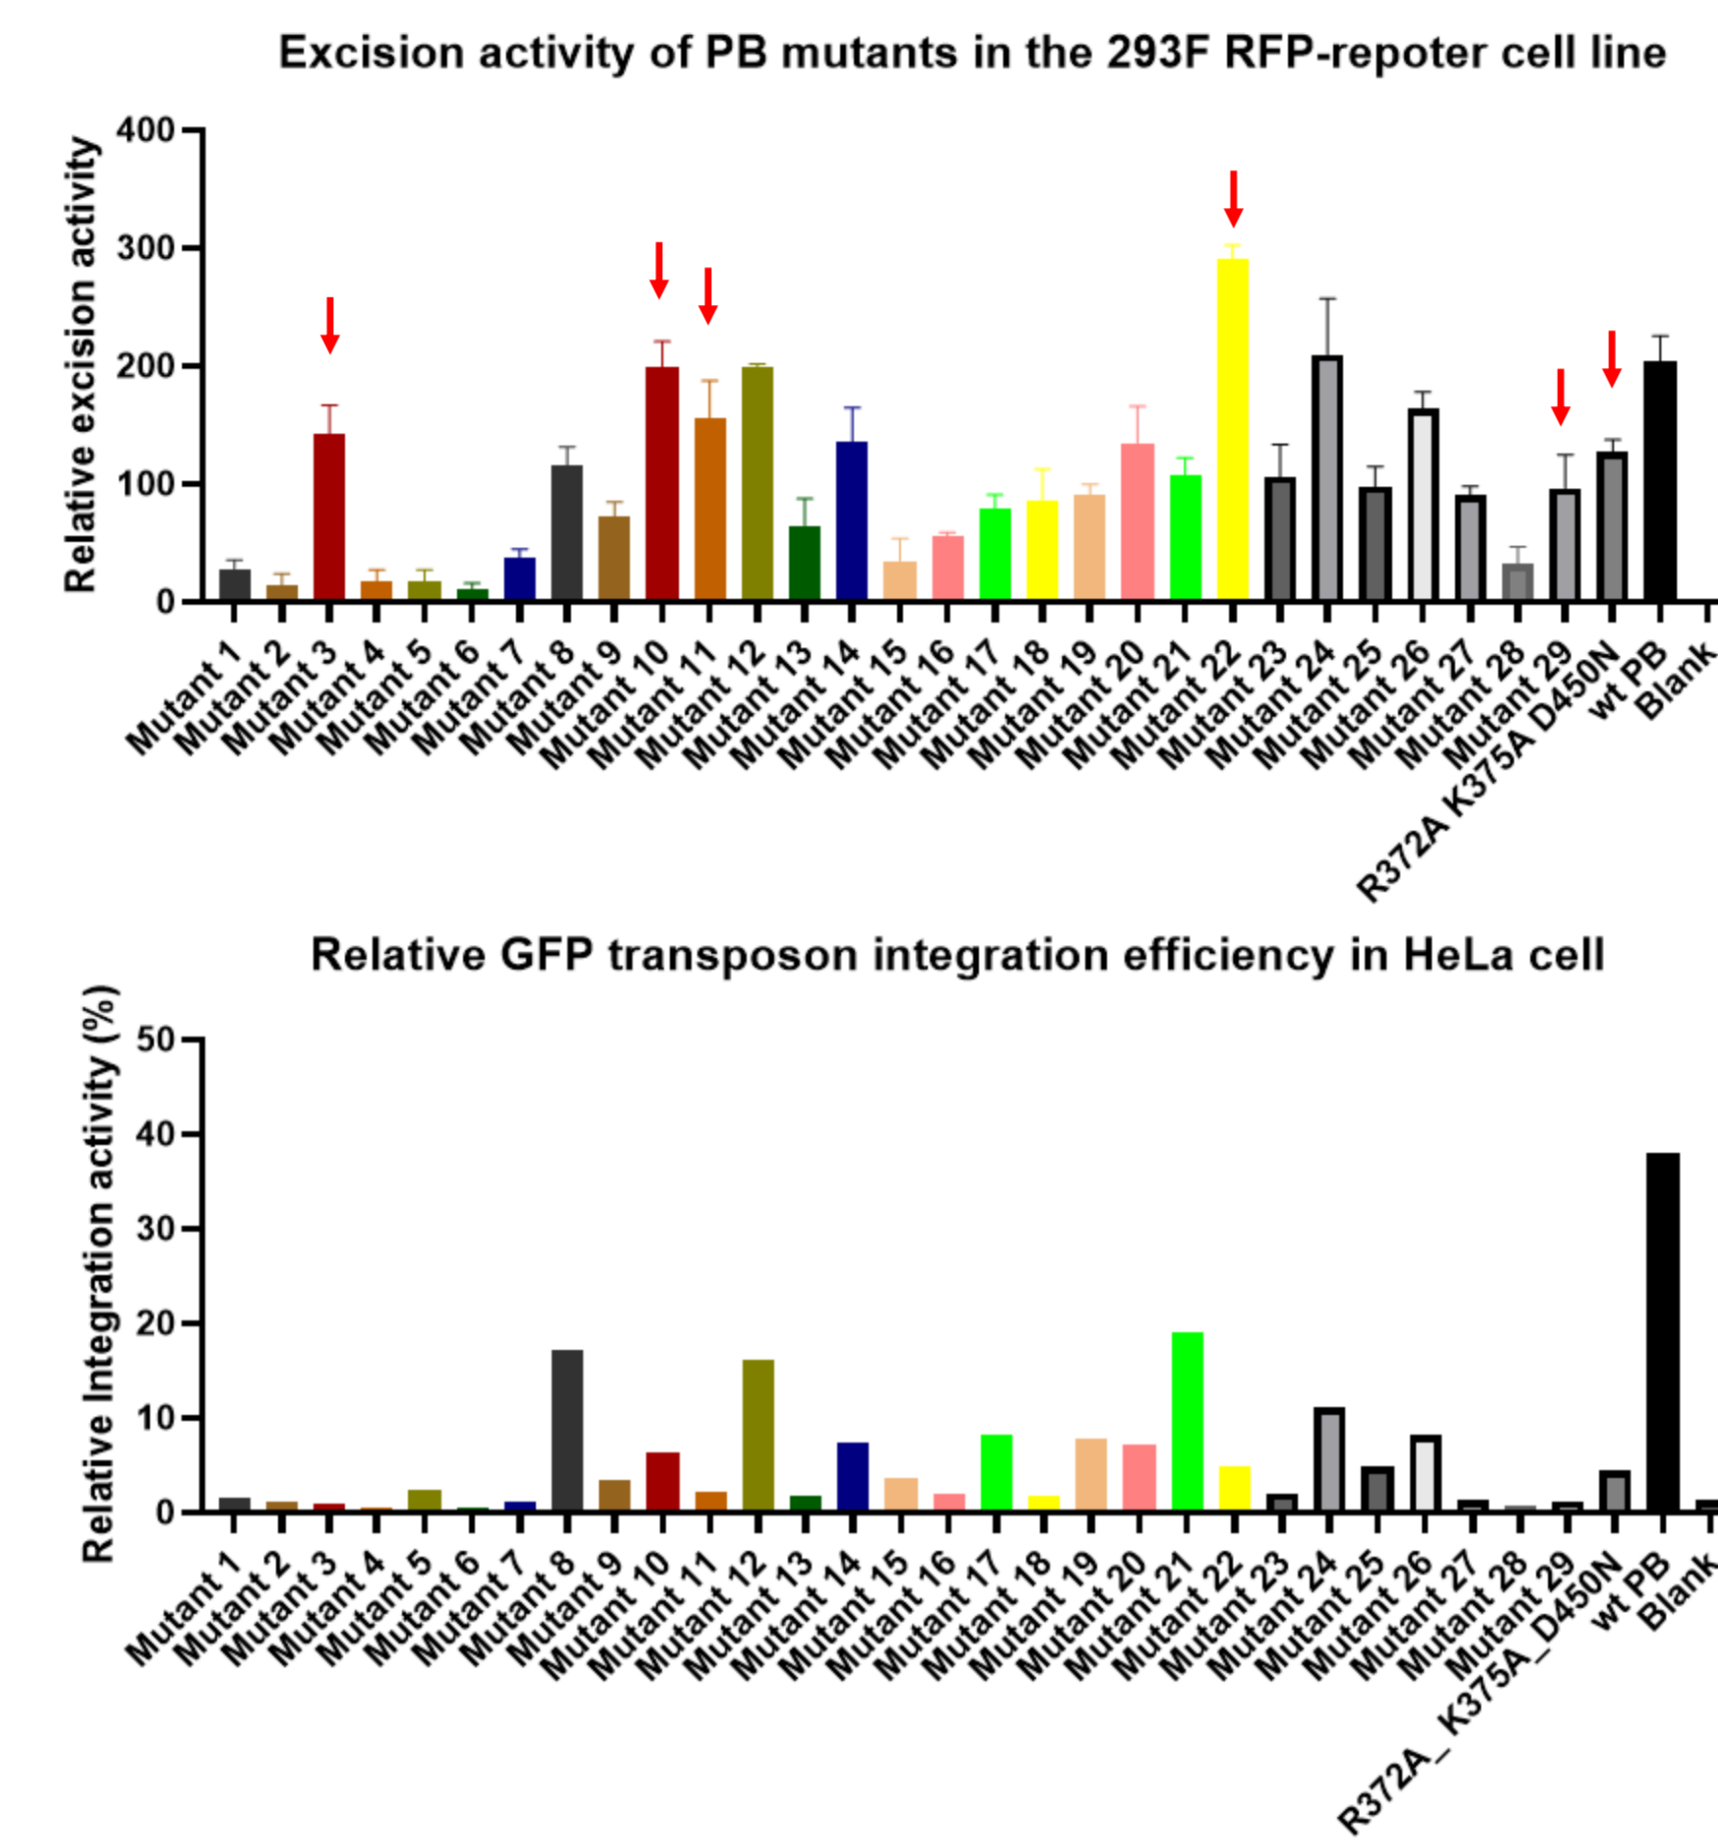 Excision activity of PB mutants in the 293F RFP-repoter cell line
Relative excision activity
400
300
200
100
0
Mutant 1
Mutant 2
Mutant 3
Mutant 4
Mutant 5
Mutant 6
Mutant 7
Mutant 8
Mutant 9
Mutant 10
Mutant 11
Mutant 12
Mutant 13
Mutant 14
Mutant 15
Mutant 16
Mutant 17
Mutant 18
Mutant 19
Mutant 20
Mutant 21
Mutant 22
Mutant 23
Mutant 24
Mutant 25
Mutant 26
Mutant 27
Mutant 28
Mutant 29
R372A K375A D450N
wt PB
Blank
Relative GFP transposon integration efficiency in HeLa cell
Relative Integration activity (%)
50
40
30
20
10
0
Mutant 1
Mutant 2
Mutant 3
Mutant 4
Mutant 5
Mutant 6
Mutant 7
Mutant 8
Mutant 9
Mutant 10
Mutant 11
Mutant 12
Mutant 13
Mutant 14
Mutant 15
Mutant 16
Mutant 17
Mutant 18
Mutant 19
Mutant 20
Mutant 21
Mutant 22
Mutant 23
Mutant 24
Mutant 25
Mutant 26
Mutant 27
Mutant 28
Mutant 29
R372A_ K375A_D450N
wt PB
Blank